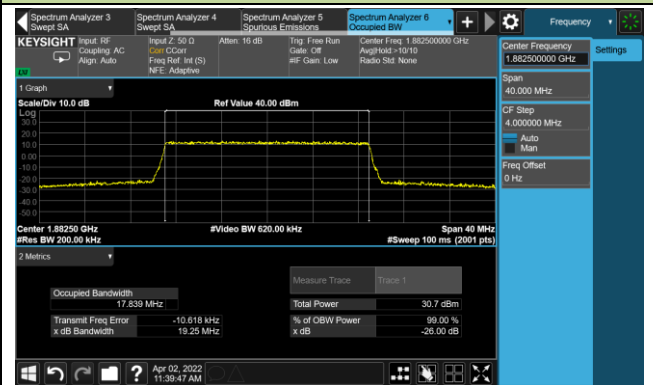 Spectrum Analyzer 3
Swept SA
Spectrum Analyzer 4
Swept SA
Spectrum Analyzer 5
Spurious Emissions
Spectrum Analyzer 6
Occupied BW
Frequency
KEYSIGHT
Input: RF
Coupling: AC
Align: Auto
Input Z: 50 Ω
Corr CCorr
Freq Ref: Int (S)
NFE: Adaptive
Atten: 16 dB
Trig: Free Run
Gate: Off
#IF Gain: Low
Center Freq: 1.882500000 GHz
Avg|Hold:>10/10
Radio Std: None
LXI
Center Frequency
1.882500000 GHz
Settings
Span
40.000 MHz
CF Step
4.000000 MHz
Auto
Man
Freq Offset
0 Hz
1 Graph
Scale/Div 10.0 dB
Ref Value 40.00 dBm
Log
30.0
20.0
10.0
0.00
-10.0
-20.0
-30.0
-40.0
-50.0
Center 1.88250 GHz
#Video BW 620.00 kHz
Span 40 MHz
#Res BW 200.00 kHz
#Sweep 100 ms (2001 pts)
2 Metrics
Measure Trace
Trace 1
Occupied Bandwidth
17.839 MHz
Total Power
30.7 dBm
Transmit Freq Error
-10.618 kHz
% of OBW Power
99.00 %
x dB Bandwidth
19.25 MHz
x dB
-26.00 dB
Apr 02, 2022
11:39:47 AM